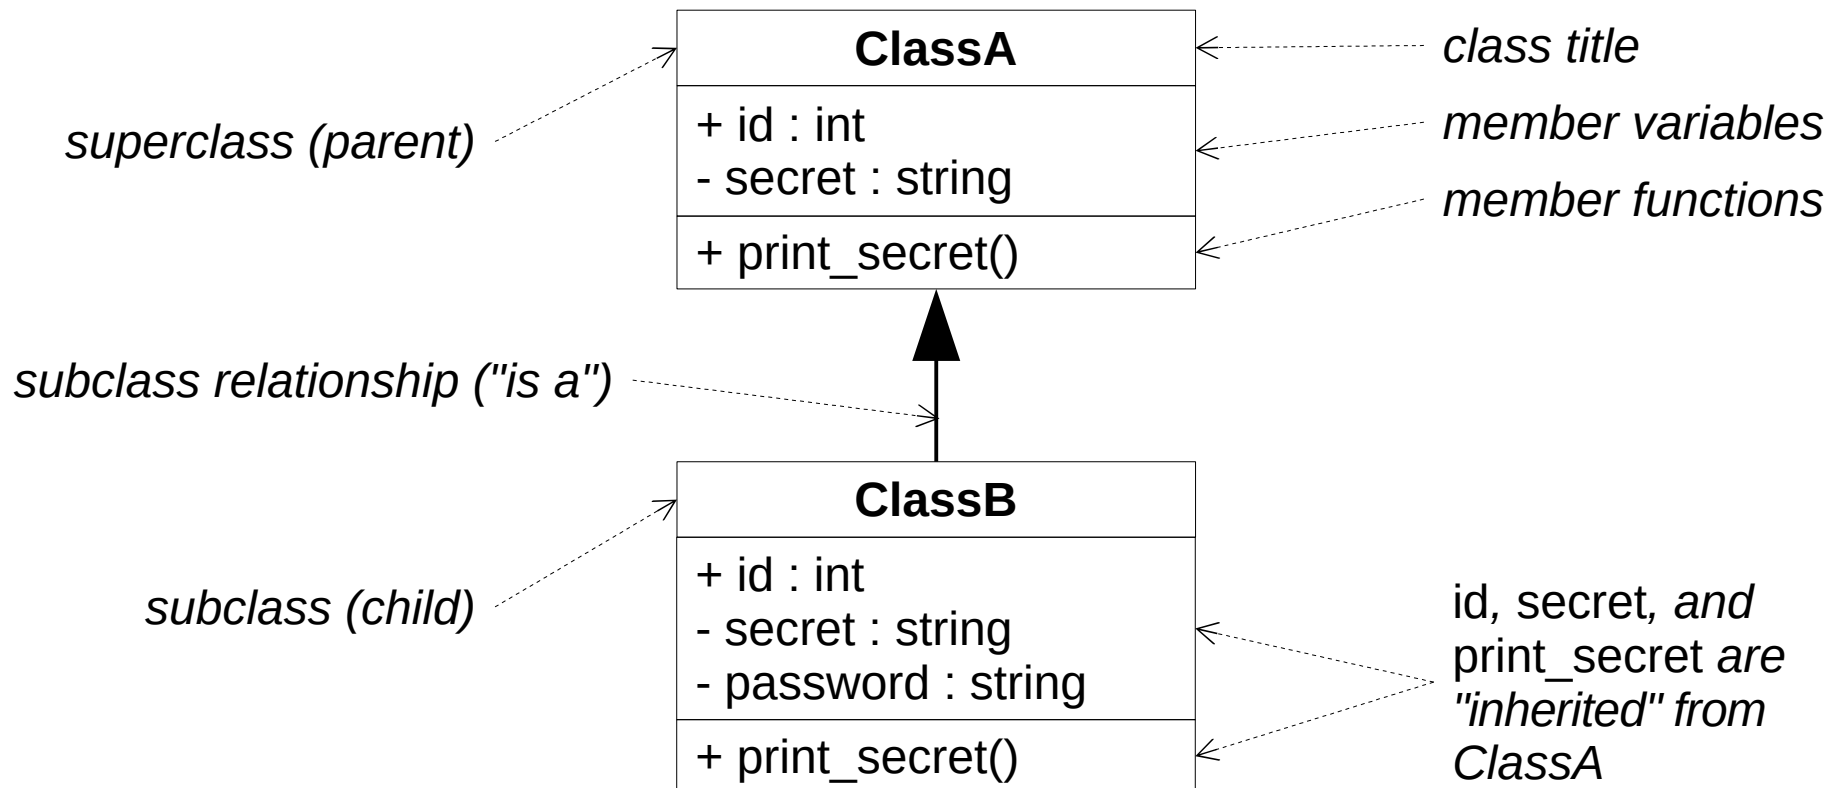 ClassA
+ id : int
- secret : string
+ print_secret()
class title
member variables
member functions
superclass (parent)
subclass relationship ("is a")
ClassB
+ id : int
- secret : string
- password : string
+ print_secret()
subclass (child)
id, secret, and
print_secret are
"inherited" from
ClassA